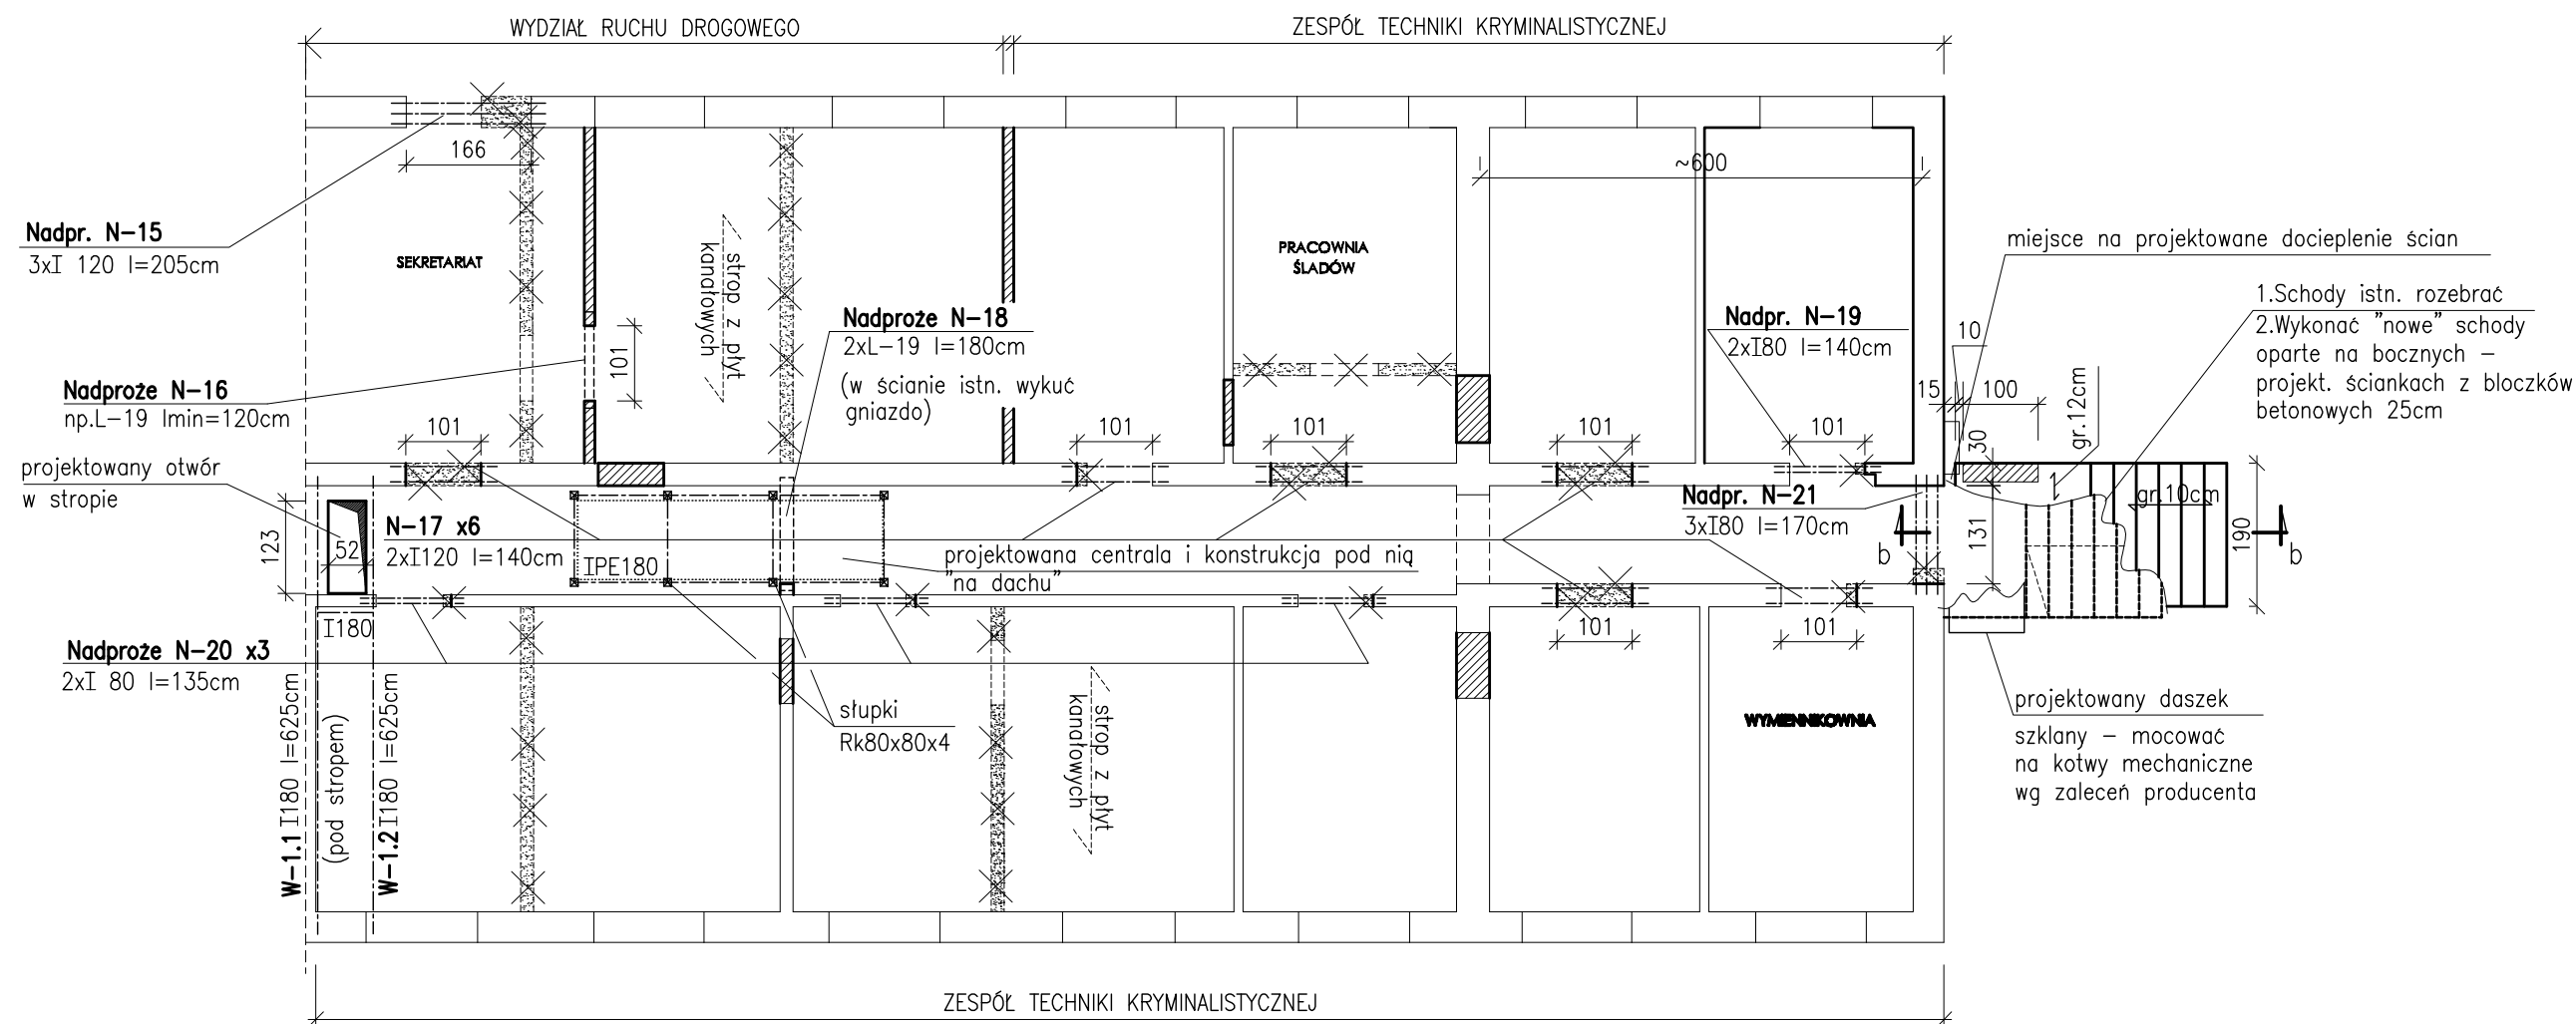 WYDZIAŁ RUCHU DROGOWEGO
ZESPÓŁ TECHNIKI KRYMINALISTYCZNEJ
166
~600
Nadpr. N-15
3xI 120 l=205cm
SEKRETARIAT
strop z płyt
kanałowych
PRACOWNIA
ŚLADÓW
miejsce na projektowane docieplenie ścian
1.Schody istn. rozebrać
2.Wykonać "nowe" schody
oparte na bocznych –
projekt. ściankach z bloczków
betonowych 25cm
Nadproże N-18
2xL-19 l=180cm
(w ścianie istn. wykuć
gniazdo)
Nadpr. N-19
2xI80 l=140cm
10
15
100
101
Nadproże N-16
np.L-19 lmin=120cm
101
101
101
101
101
30
gr.12cm
projektowany otwór
w stropie
123
52
N-17 x6
2xI120 l=140cm
IPE180
projektowana centrala i konstrukcja pod nią
"na dachu"
Nadpr. N-21
3xI80 l=170cm
b
131
gr.10cm
190
b
I180
101
101
Nadproże N-20 x3
2xI 80 l=135cm
słupki
Rk80x80x4
strop z płyt
kanałowych
WYMIENNIKOWNIA
projektowany daszek
szklany – mocować
na kotwy mechaniczne
wg zaleceń producenta
W-1.1 I180 l=625cm
(pod stropem)
W-1.2 I180 l=625cm
ZESPÓŁ TECHNIKI KRYMINALISTYCZNEJ